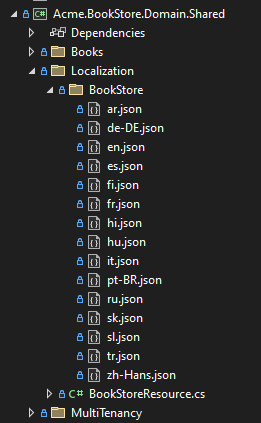 Acme.BookStore.Domain.Shared
Dependencies
Books
Localization
BookStore
ar.json
de-DE.json
en.json
es.json
fi.json
fr.json
hi.json
hu.json
it.json
pt-BR.json
ru.json
sk.json
sl.json
tr.json
zh-Hans.json
C# BookStoreResource.cs
MultiTenancy